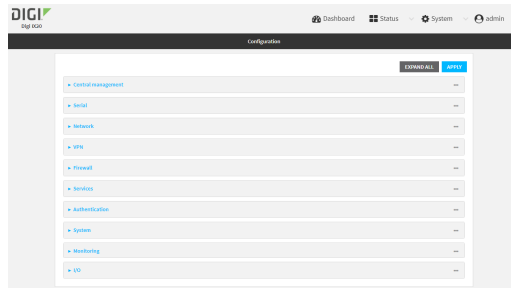 DIGI
Digi DGIO
Dashboard
Status
System
admin
Configuration
EXPAND ALL
APPLY
Central management
Serial
Network
VPN
Firewall
Services
Authentication
System
Monitoring
I/O